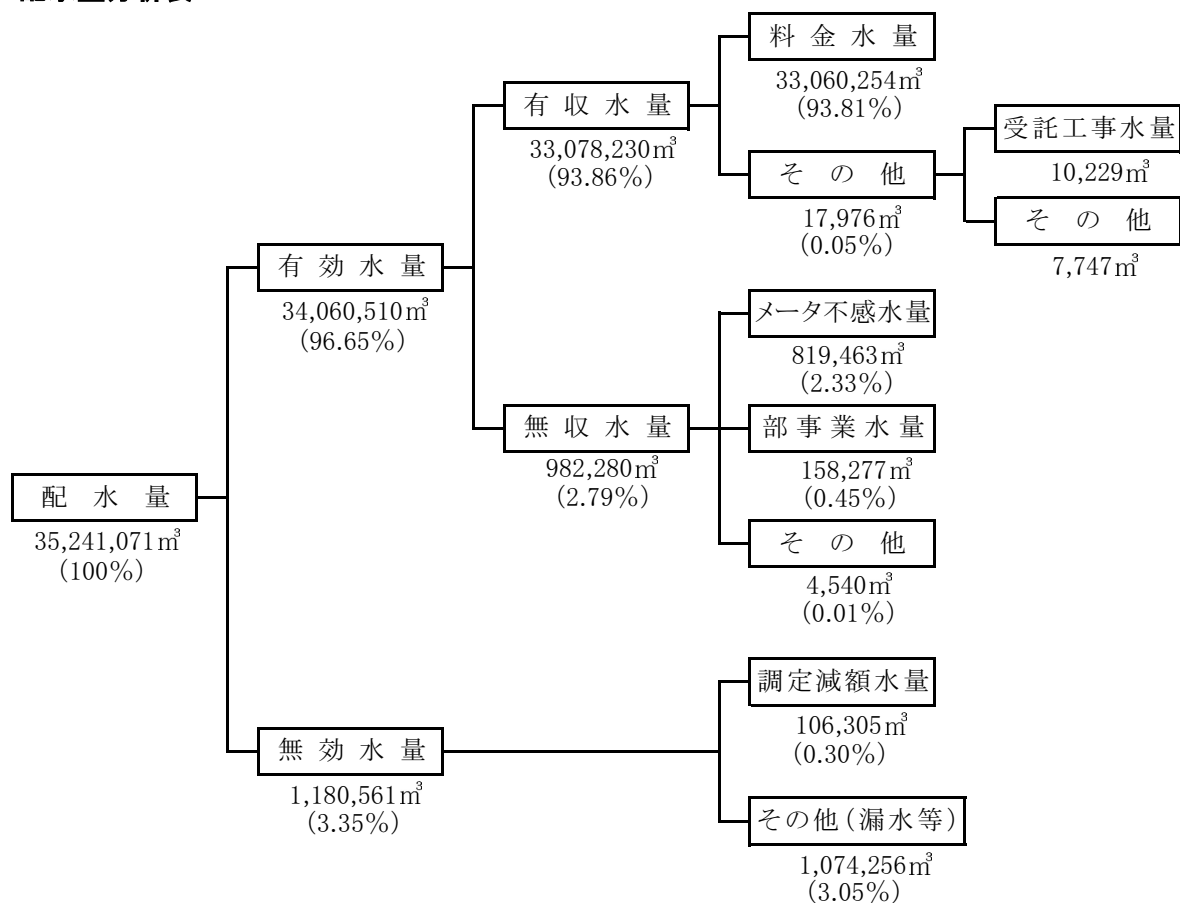 料金水量
33,060,254㎥
(93.81%)
有収水量
33,078,230㎥
(93.86%)
受託工事水量
10,229㎥
その他
17,976㎥
(0.05%)
その他
7,747㎥
有効水量
34,060,510㎥
(96.65%)
メータ不感水量
819,463㎥
(2.33%)
無収水量
982,280㎥
(2.79%)
部事業水量
158,277㎥
(0.45%)
その他
4,540㎥
(0.01%)
配水量
35,241,071㎥
(100%)
調定減額水量
106,305㎥
(0.30%)
無効水量
1,180,561㎥
(3.35%)
その他(漏水等)
1,074,256㎥
(3.05%)